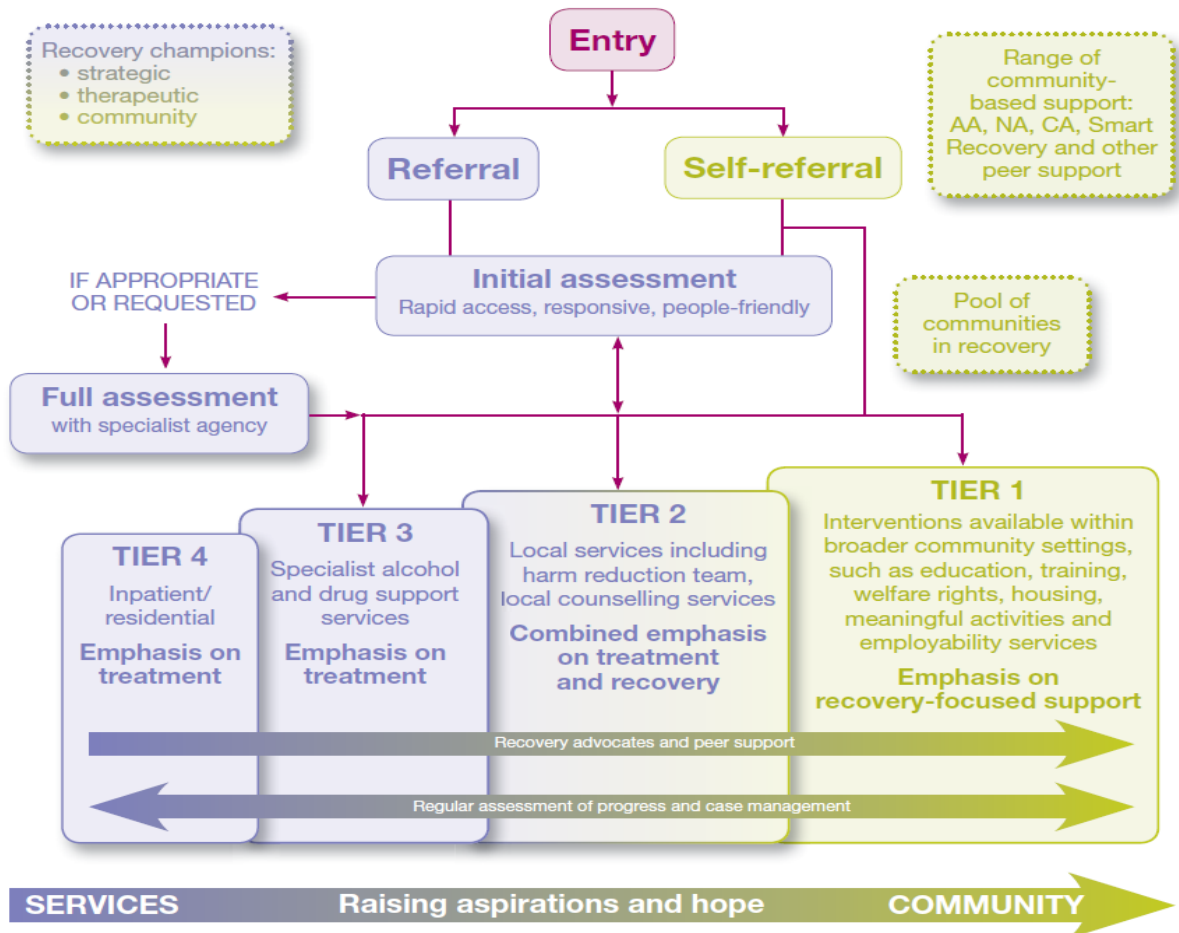 Entry
Recovery champions:
• strategic
• therapeutic
• community
Range of
community-
based support:
AA, NA, CA, Smart
Recovery and other
peer support
Referral
Self-referral
Initial assessment
Rapid access, responsive, people-friendly
IF APPROPRIATE
OR REQUESTED
Pool of
communities
in recovery
Full assessment
with specialist agency
TIER 4
Inpatient/
residential
Emphasis on
treatment
TIER 3
Specialist alcohol
and drug support
services
Emphasis on
treatment
TIER 2
Local services including
harm reduction team,
local counselling services
Combined emphasis
on treatment
and recovery
TIER 1
Interventions available within
broader community settings,
such as education, training,
welfare rights, housing,
meaningful activities and
employability services
Emphasis on
recovery-focused support
Recovery advocates and peer support
Regular assessment of progress and case management
SERVICES Raising aspirations and hope COMMUNITY